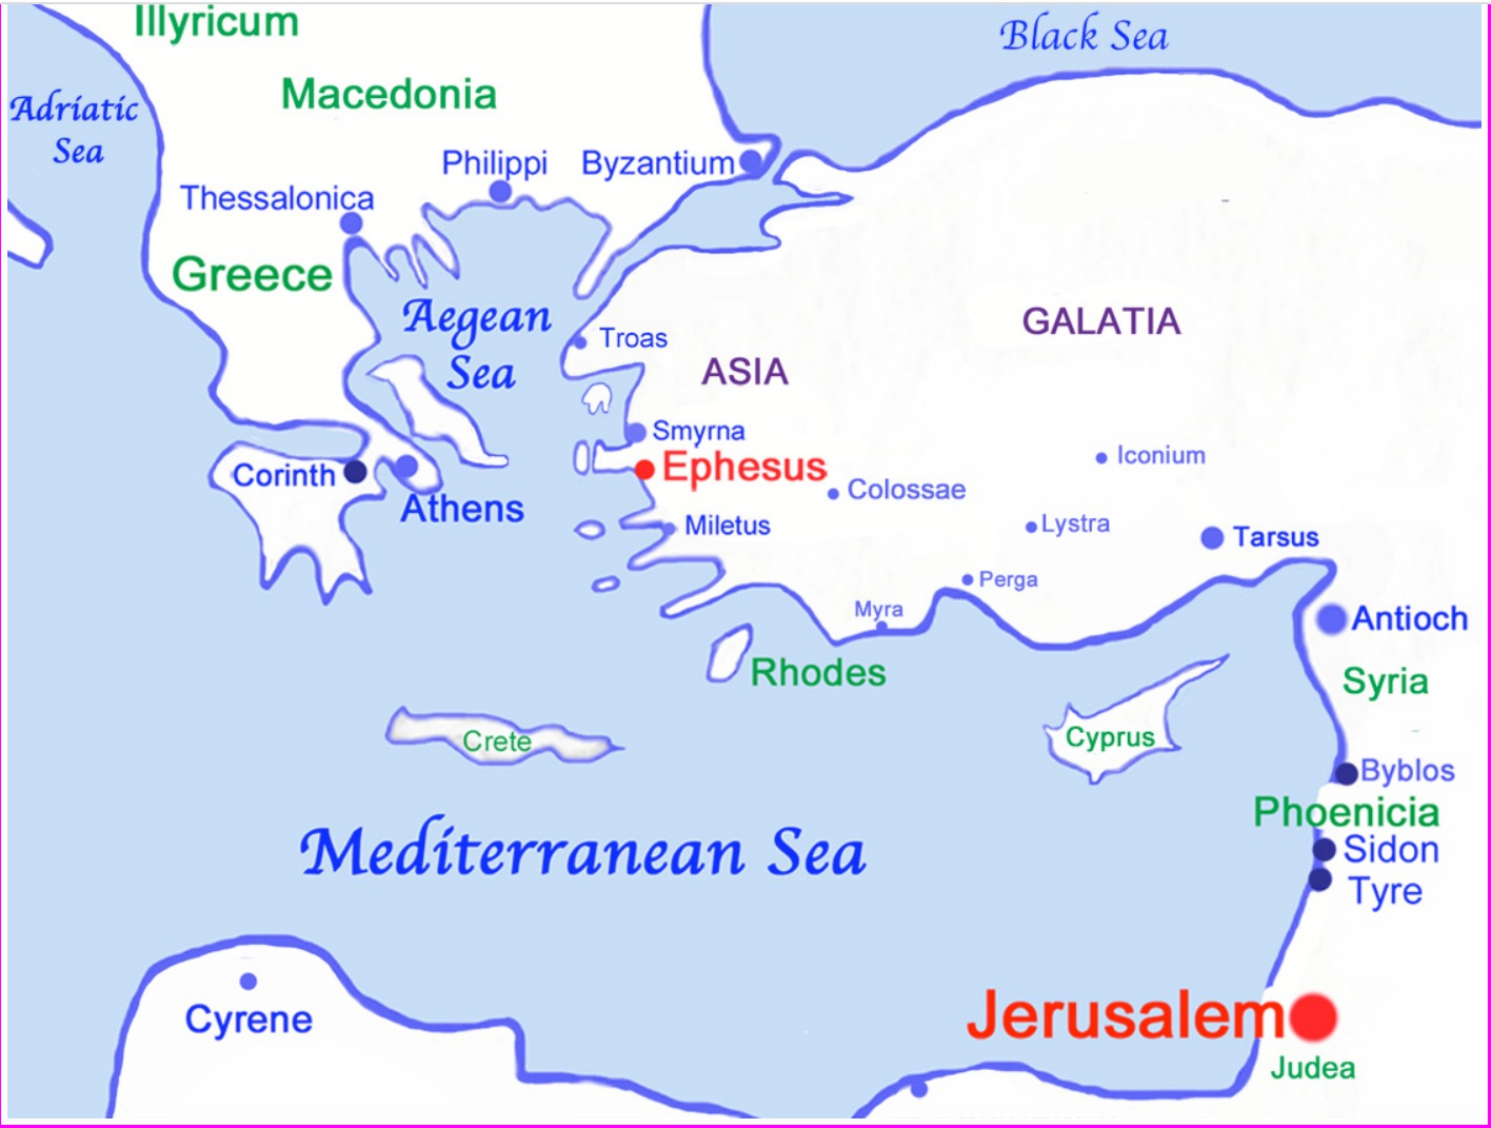 Illyricum
Black Sea
Macedonia
Adriatic
Sea
Philippi
Byzantium
Thessalonica
Greece
Aegean
Sea
GALATIA
Troas
ASIA
Smyrna
Ephesus
Iconium
Corinth
Colossae
Athens
Miletus
Lystra
Tarsus
Perga
Myra
Antioch
Rhodes
Syria
Crete
Cyprus
Byblos
Phoenicia
Mediterranean Sea
Sidon
Tyre
Cyrene
Jerusalem
Judea